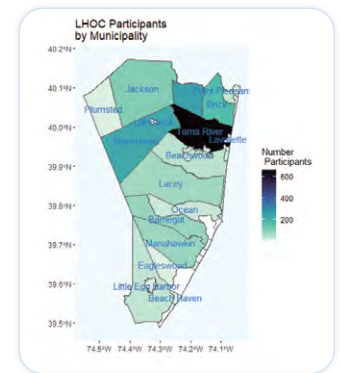 LHOC Participants
by Municipality
40.2°N
40.1°N
40.0°N
39.9°N
39.8°N
39.7°N
39.6°N
39.5°N
Jackson
Point Pleasant
Brick
Plumsted
Toms River
Lavallette
Manchester
Beachwood
Lacey
Ocean
Barnegat
Manahawkin
Eagleswood
Little Egg Harbor
Beach Haven
74.5°W 74.4°W 74.3°W 74.2°W 74.1°W
Number
Participants
600
400
200